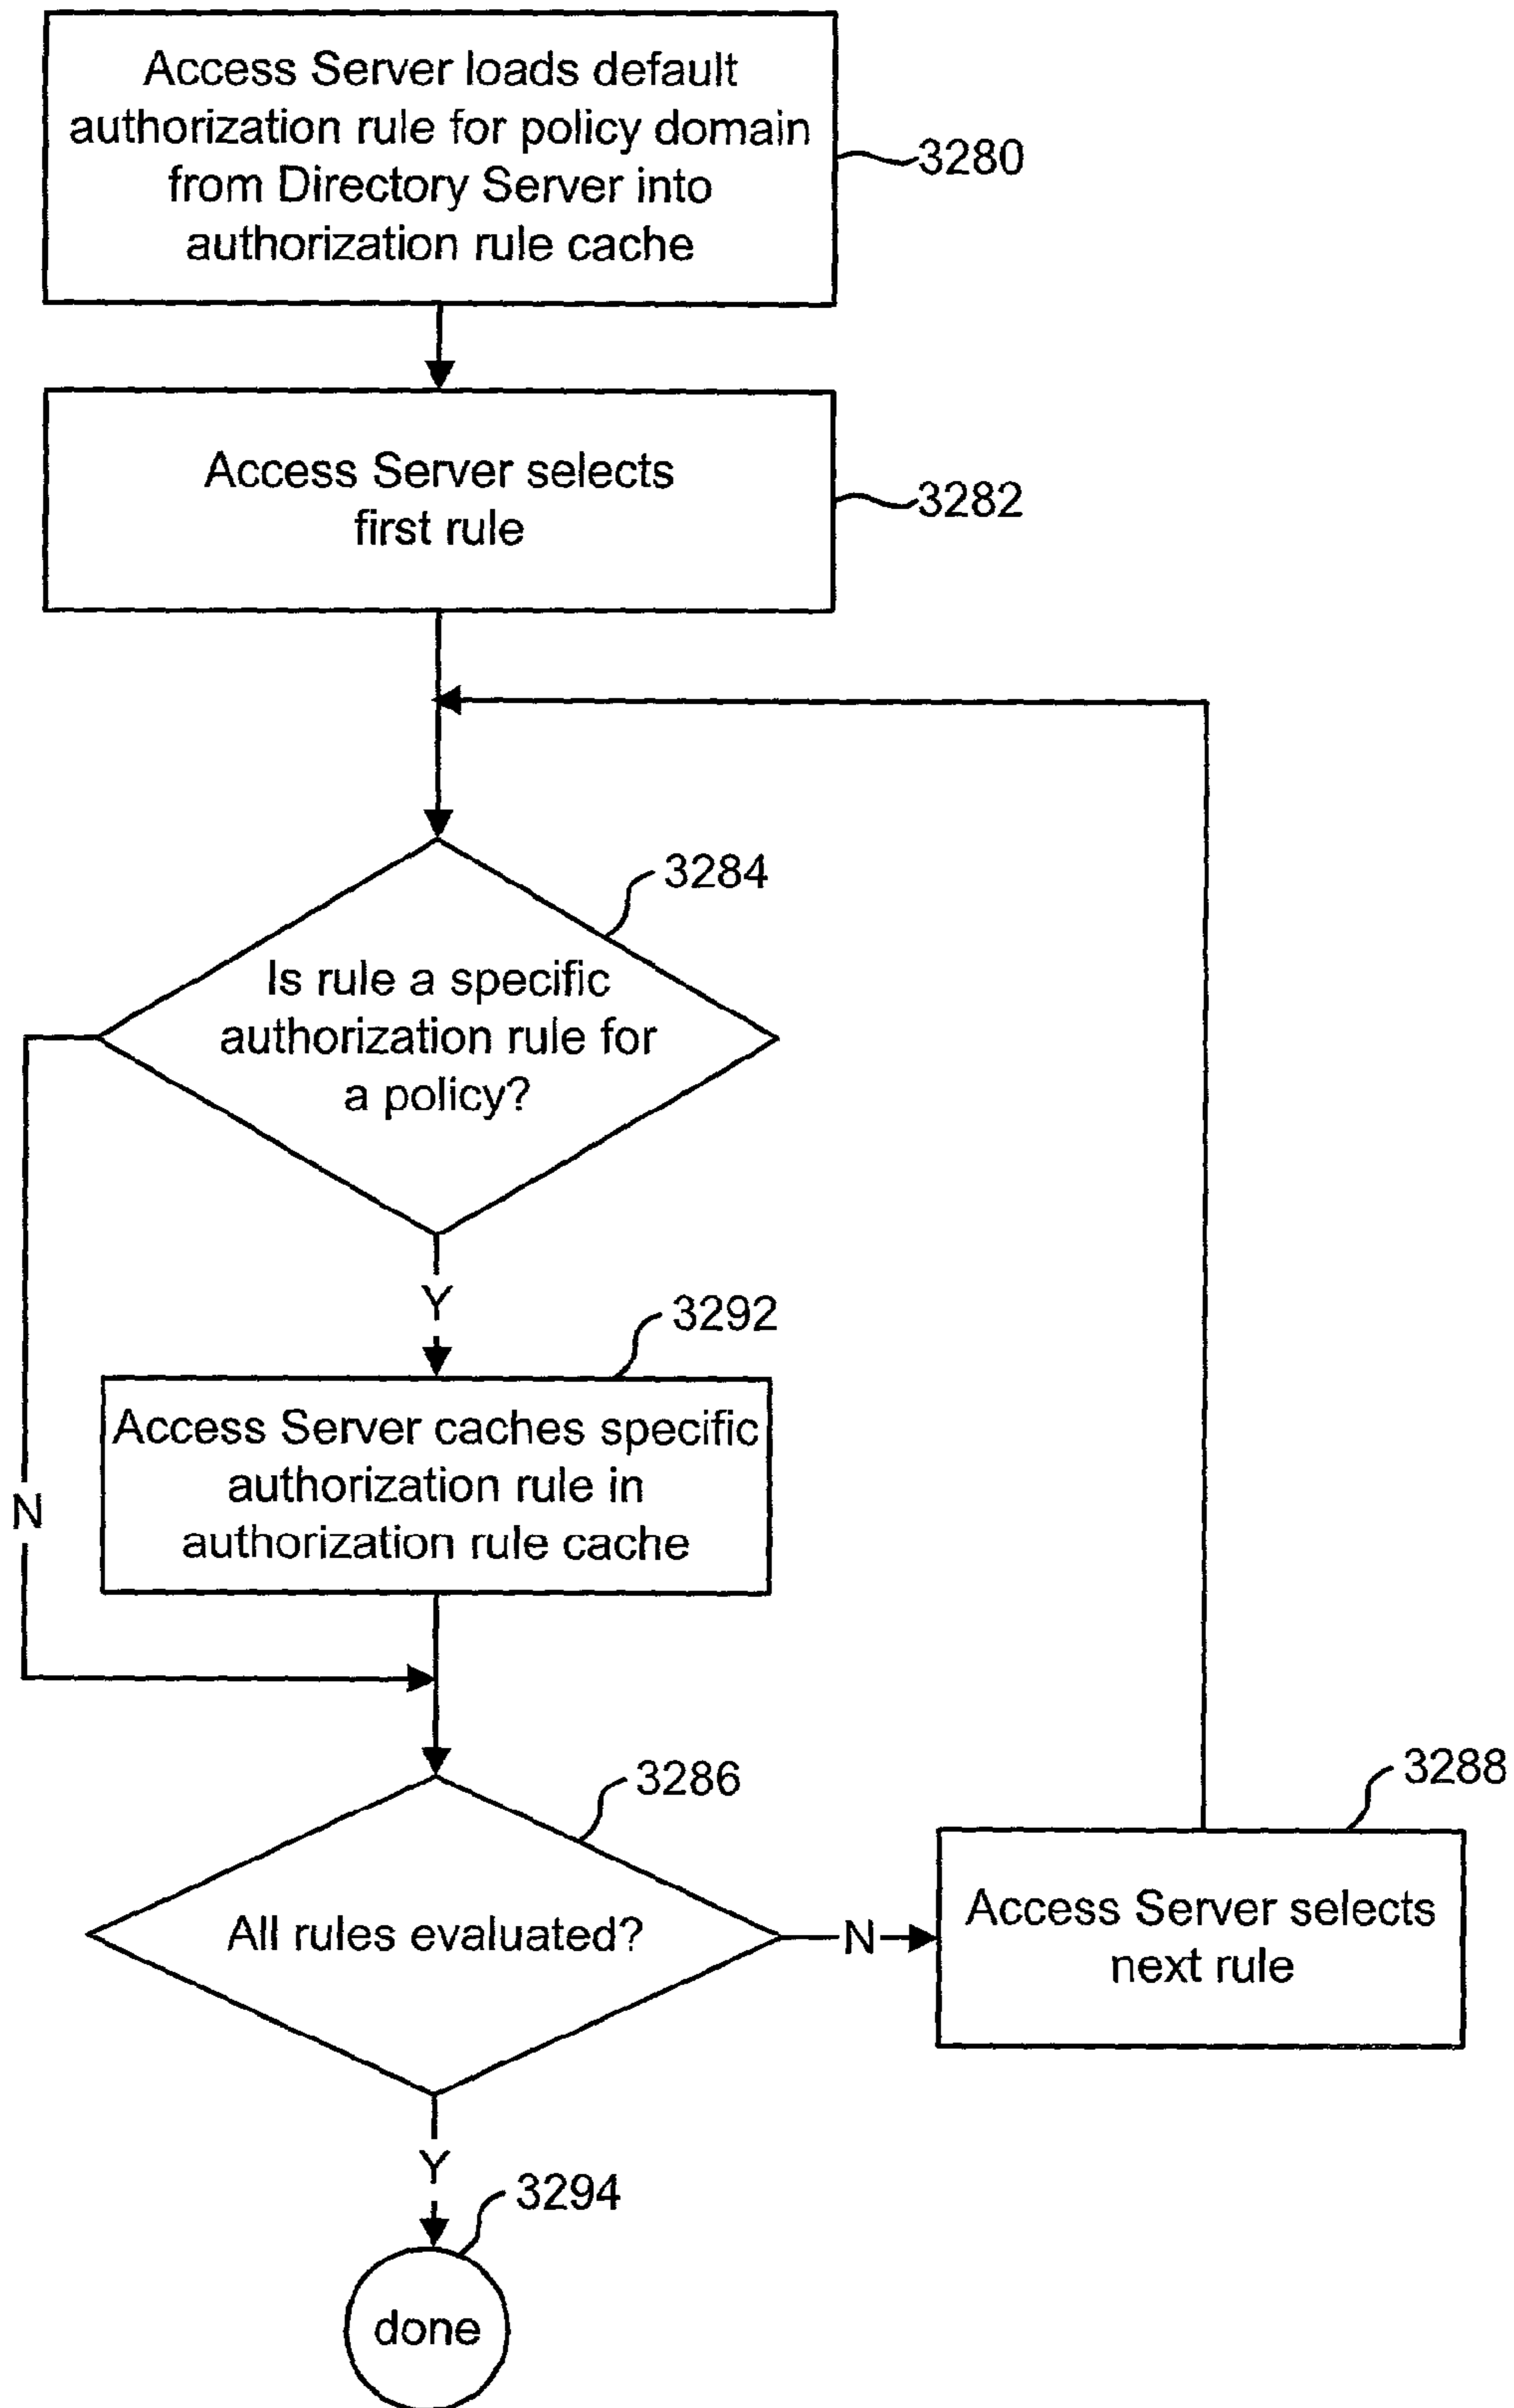 Access Server loads default
authorization rule for policy domain
from Directory Server into
authorization rule cache
3280
Access Server selects
first rule
3282
3284
Is rule a specific
authorization rule for
a policy?
Y
3292
Access Server caches specific
authorization rule in
authorization rule cache
N
3286
3288
All rules evaluated?
N
Access Server selects
next rule
Y
3294
done